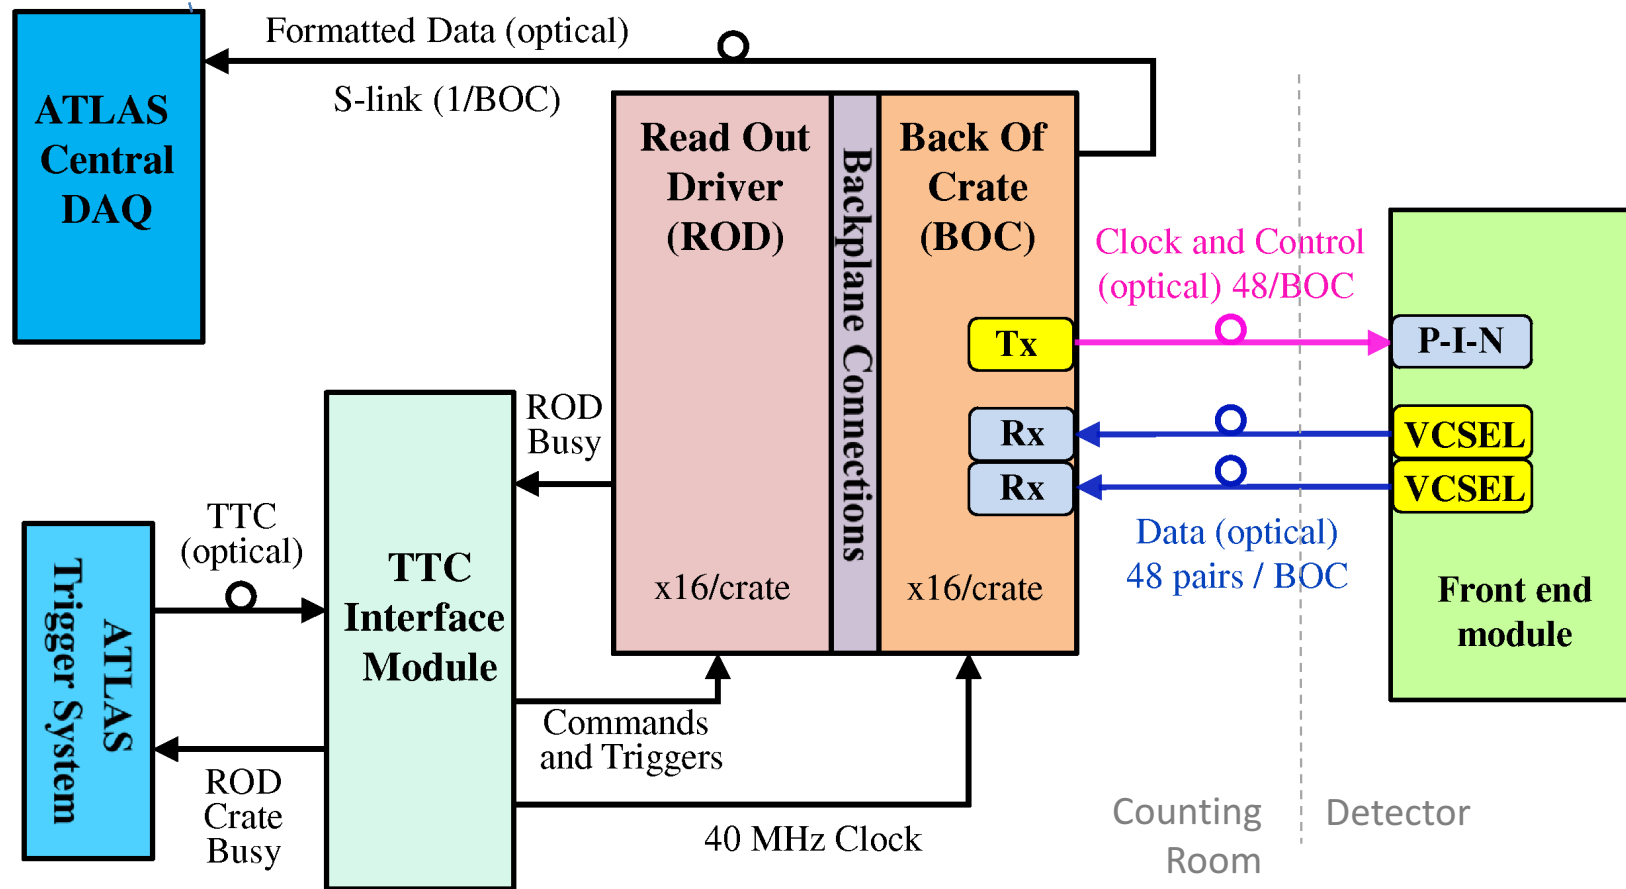 Formatted Data (optical)
S-link (1/BOC)
ATLAS
Central
DAQ
Read Out
Driver
(ROD)
x16/crate
Backplane Connections
Back Of
Crate
(BOC)
x16/crate
Tx
Rx
Rx
Clock and Control
(optical) 48/BOC
P-I-N
VCSEL
VCSEL
Data (optical)
48 pairs / BOC
Front end
module
ROD
Busy
TTC
(optical)
TTC
Interface
Module
ATLAS
Trigger System
Commands
and Triggers
ROD
Crate
Busy
40 MHz Clock
Counting
Room
Detector